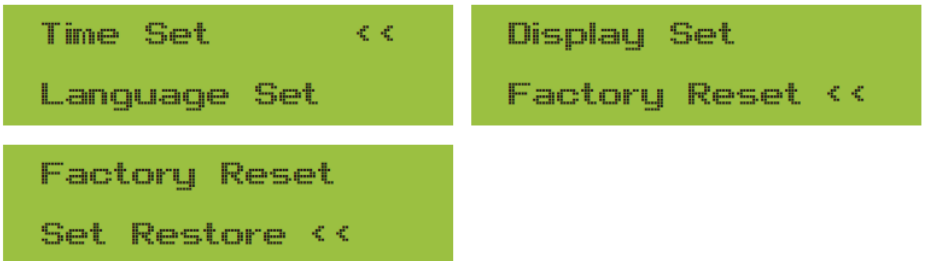 Time Set <<
Language Set
Display Set
Factory Reset <<
Factory Reset
Set Restore <<